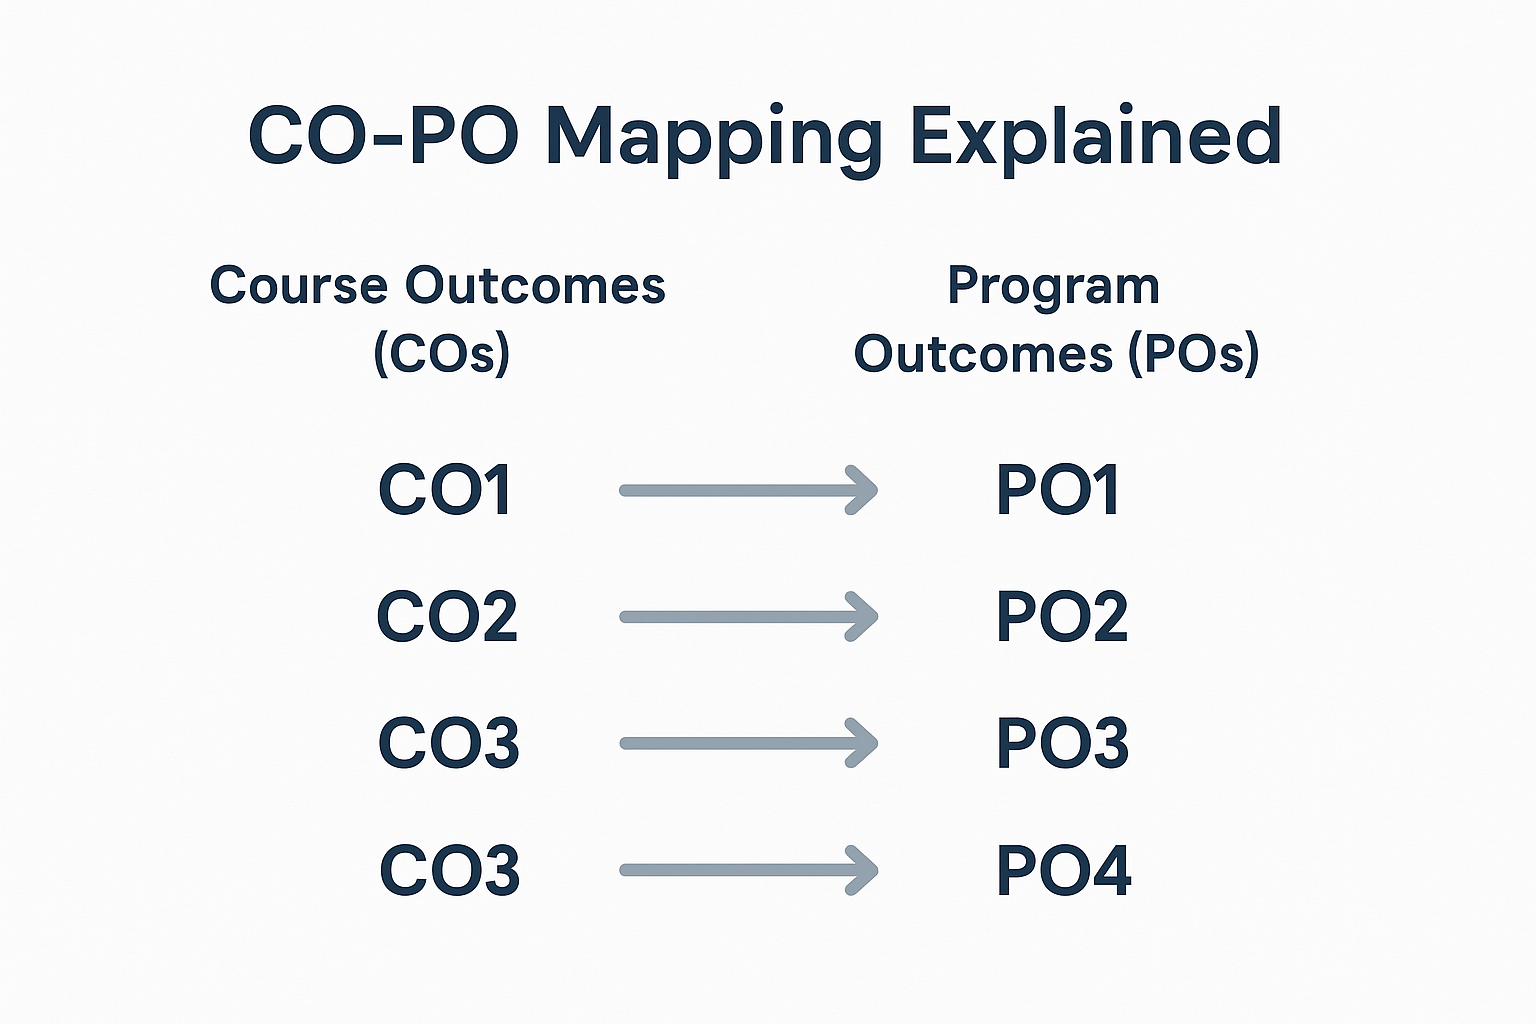 CO-PO Mapping Explained
Course Outcomes
(COs)
Program
Outcomes (POs)
CO1 PO1
CO2 PO2
CO3 PO3
CO3 PO4